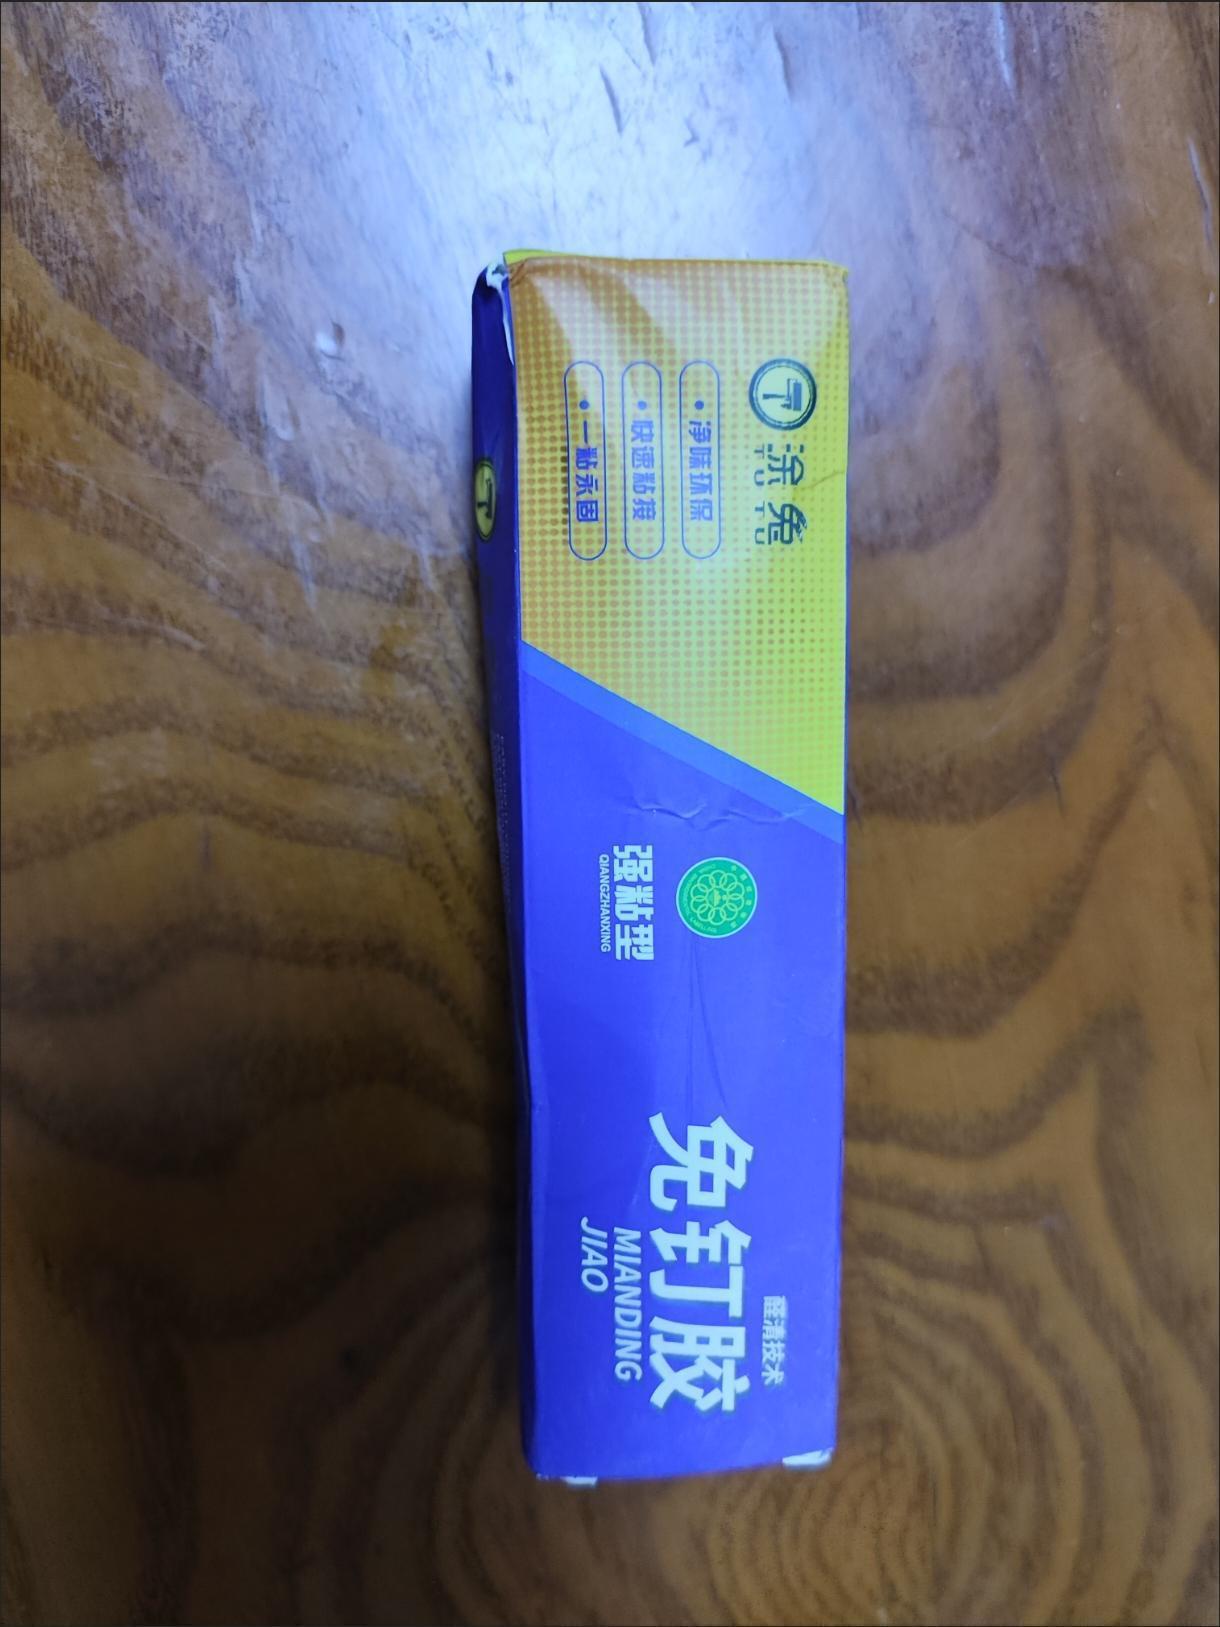 涂兔
TU TU
净味环保
快速粘接
一粘永固
强粘型
QIANGZHANXING
醛清技术
免钉胶
MIANDING
JIAO